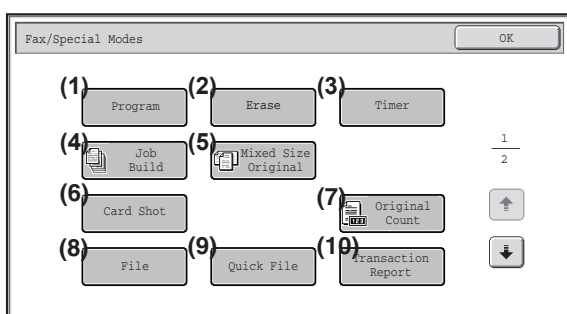 Fax/Special Modes OK
(1) Program (2) Erase (3) Timer
(4) Job Build (5) Mixed Size Original
1
2
(6) Card Shot (7) 123 Original Count
(8) File (9) Quick File (10) Transaction Report